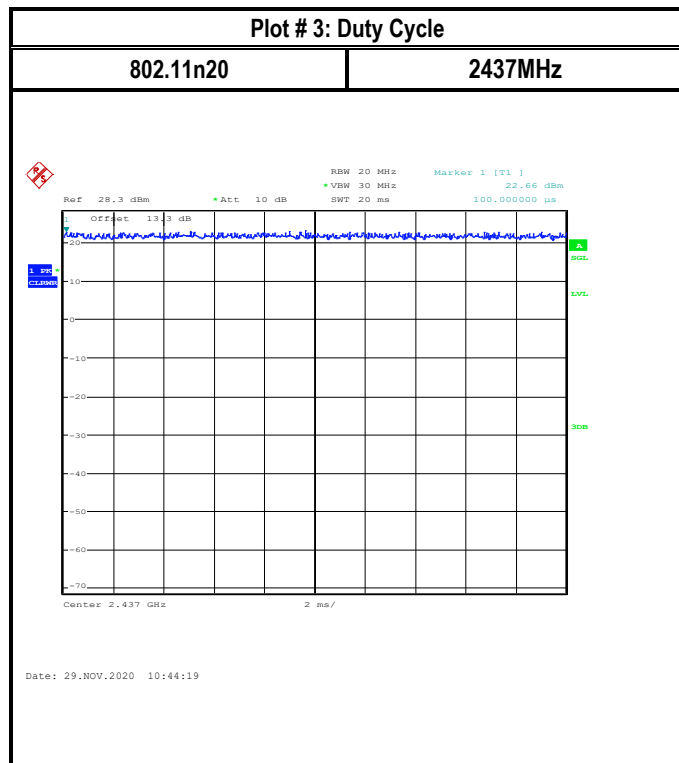 Plot # 3: Duty Cycle
802.11n20 2437MHz
R S
RBW 20 MHz Marker 1 [T1 ]
*VBW 30 MHz 22.66 dBm
Ref 28.3 dBm *Att 10 dB SWT 20 ms 100.000000 µs
1 Offset 13.3 dB
20
A
SGL
1 PK *
CLRWR
10
LVL
0
-10
-20
-30
3DB
-40
-50
-60
-70
Center 2.437 GHz 2 ms/
Date: 29.NOV.2020 10:44:19